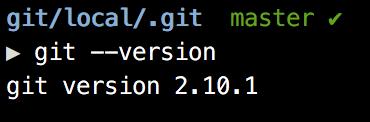 git/local/.git  master ✔
▶ git --version
git version 2.10.1